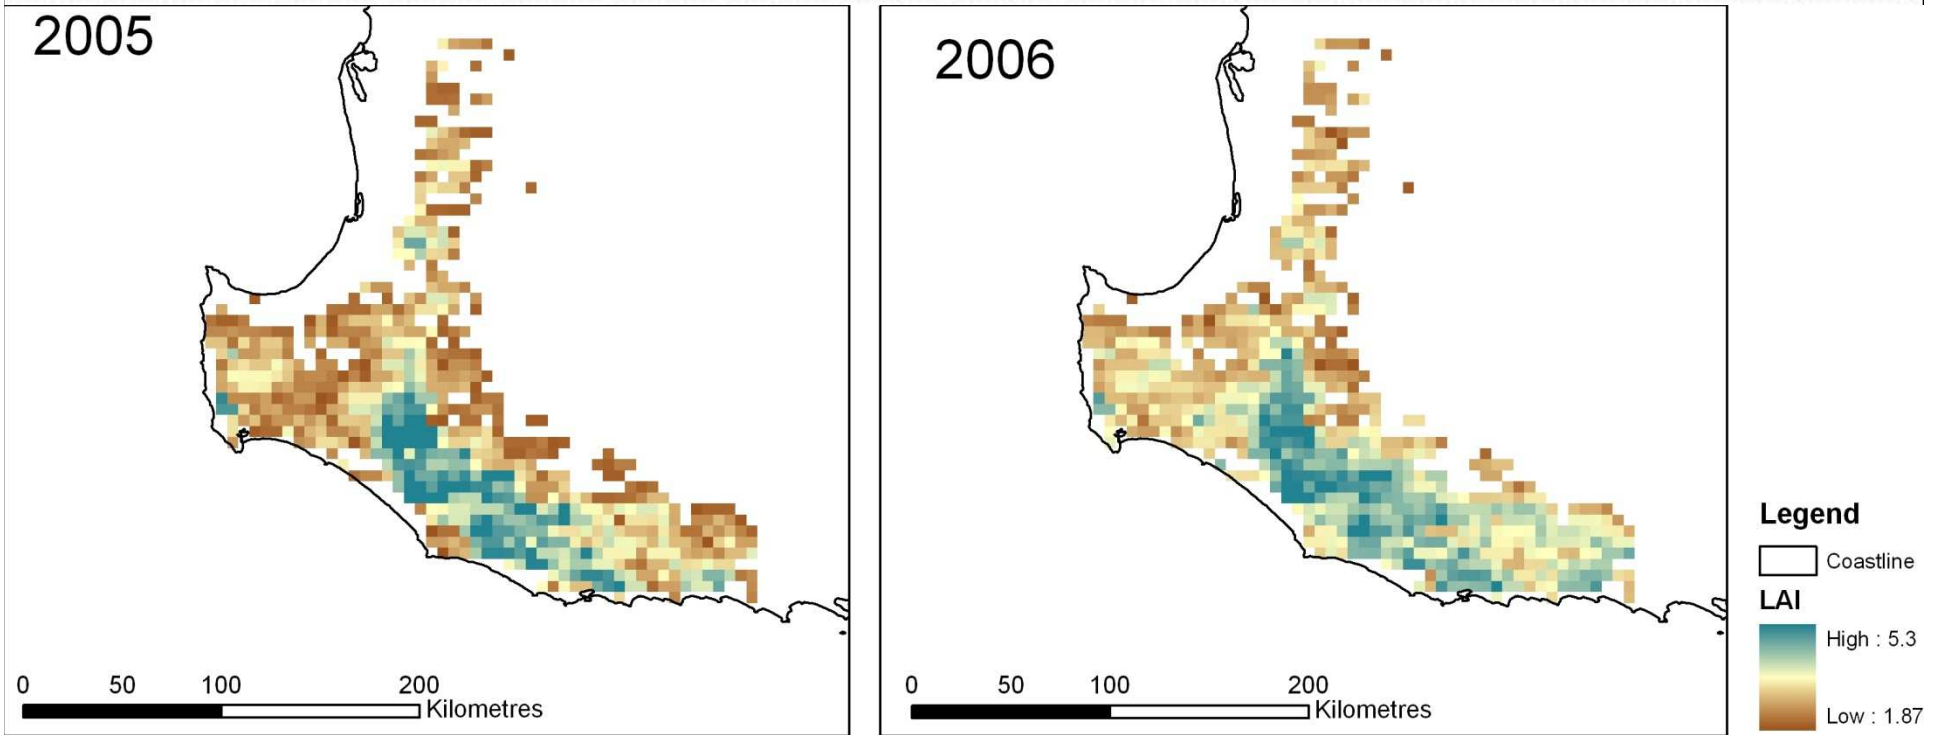 2005
2006
0 50 100 200
Kilometres
0 50 100 200
Kilometres
Legend
Coastline
LAI
High : 5.3
Low : 1.87